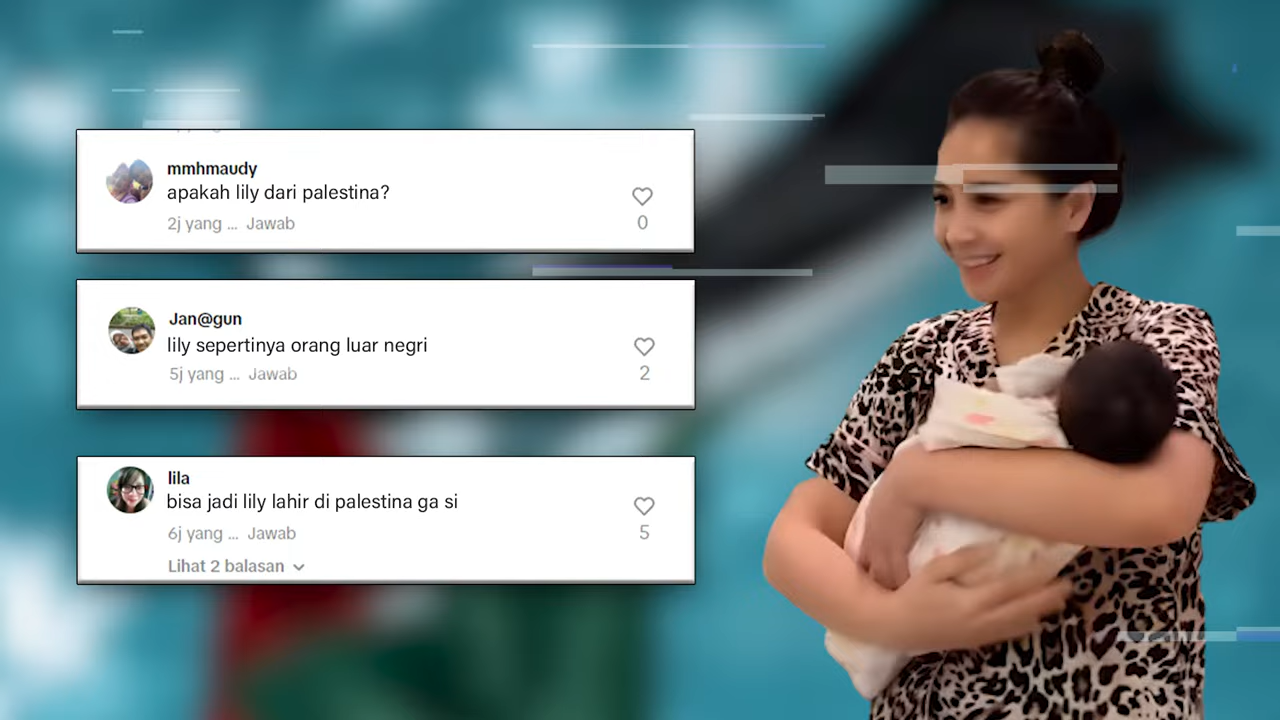 mmhmaudy
apakah lily dari palestina?
2j yang ... Jawab
0
Jan@gun
lily sepertinya orang luar negri
5j yang ... Jawab
2
lila
bisa jadi lily lahir di palestina ga si
6j yang ... Jawab
5
Lihat 2 balasan